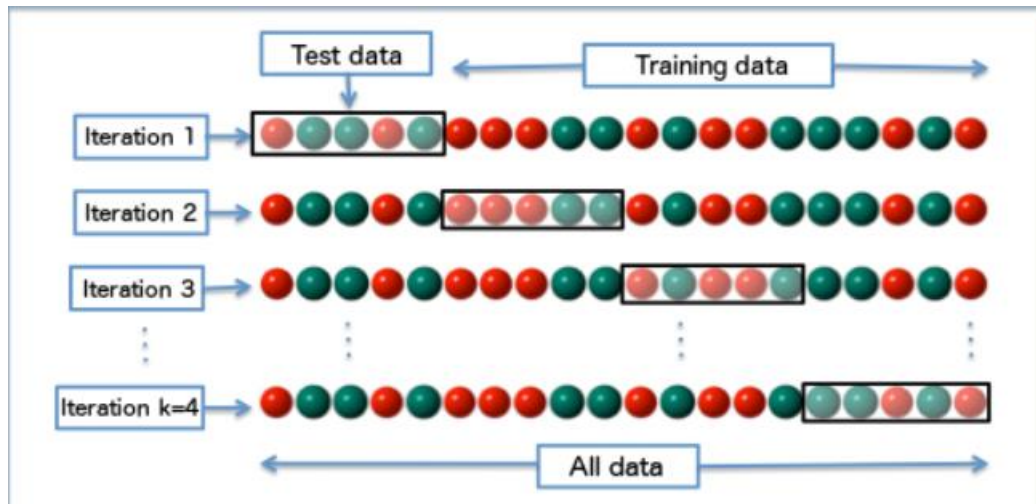 Test data
Training data
Iteration 1
Iteration 2
Iteration 3
Iteration k=4
All data